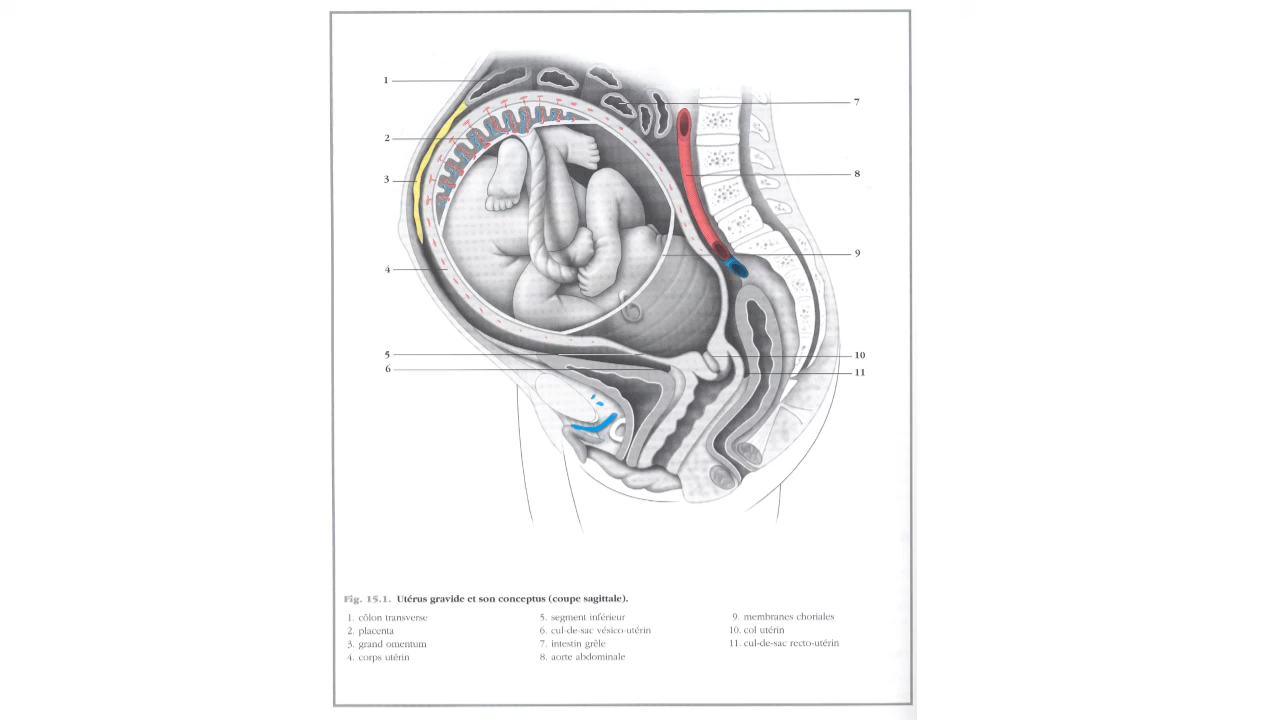 1
7
2
8
3
9
4
5
10
6
11
Fig. 15.1. Utérus gravide et son conceptus (coupe sagittale).
1. côlon transverse
2. placenta
3. grand omentum
4. corps utérin
5. segment inférieur
6. cul-de-sac vésico-utérin
7. intestin grêle
8. aorte abdominale
9. membranes choriales
10. col utérin
11. cul-de-sac recto-utérin